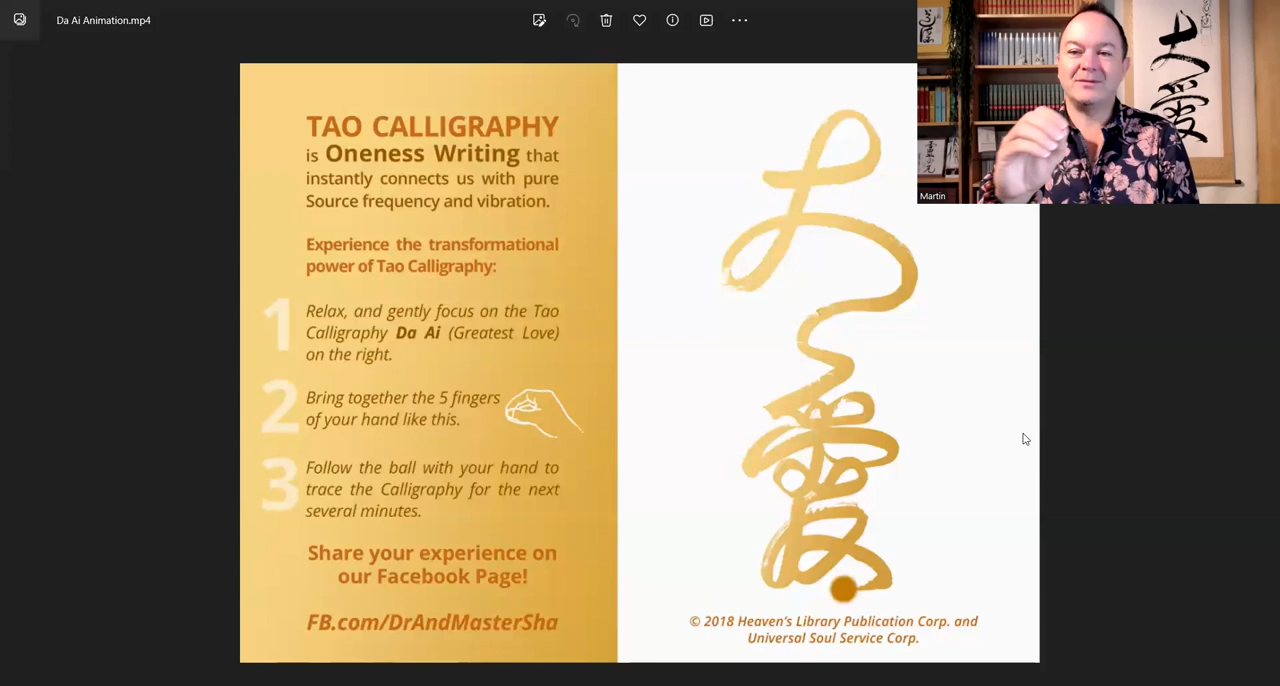 Da Ai Animation.mp4
TAO CALLIGRAPHY
is Oneness Writing that
instantly connects us with pure
Source frequency and vibration.
Experience the transformational
power of Tao Calligraphy:
1
Relax, and gently focus on the Tao
Calligraphy Da Ai (Greatest Love)
on the right.
2
Bring together the 5 fingers
of your hand like this.
3
Follow the ball with your hand to
trace the Calligraphy for the next
several minutes.
Share your experience on
our Facebook Page!
FB.com/DrAndMasterSha
大愛
© 2018 Heaven's Library Publication Corp. and
Universal Soul Service Corp.
大愛
Martin